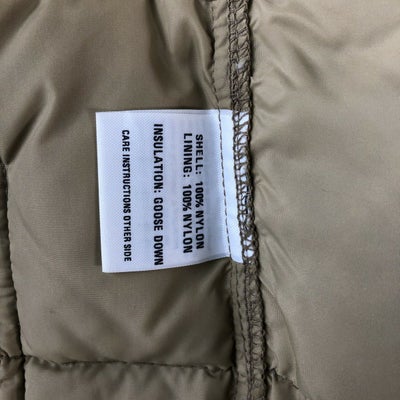 SHELL: 100% NYLON
LINING: 100% NYLON
INSULATION: GOOSE DOWN
CARE INSTRUCTIONS OTHER SIDE